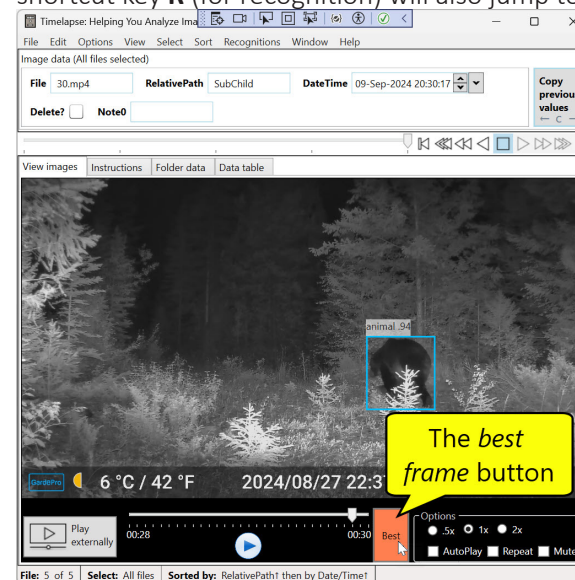 shortcut key R (for recognition) will also jump to
Timelapse: Helping You Analyze Ima
File Edit Options View Select Sort Recognitions Window Help
Image data (All files selected)
File 30.mp4 RelativePath SubChild DateTime 09-Sep-2024 20:30:17
Copy
previou
values
← C →
Delete? Note0
View images Instructions Folder data Data table
animal .94
The best
frame button
GardePro 6 °C / 42 °F 2024/08/27 22:3
Play
externally
00:28 00:30
Best
Options
.5x 1x 2x
AutoPlay Repeat Mute
File: 5 of 5 Select: All files Sorted by: RelativePath↑ then by Date/Time↑